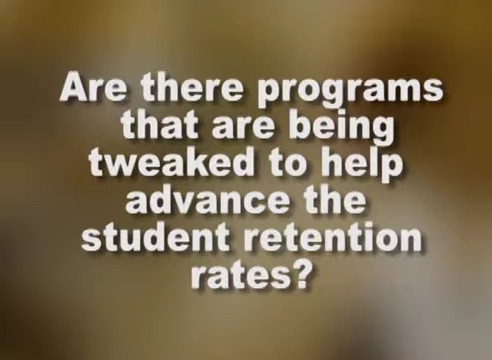 Are there programs
that are being
tweaked to help
advance the
student retention
rates?